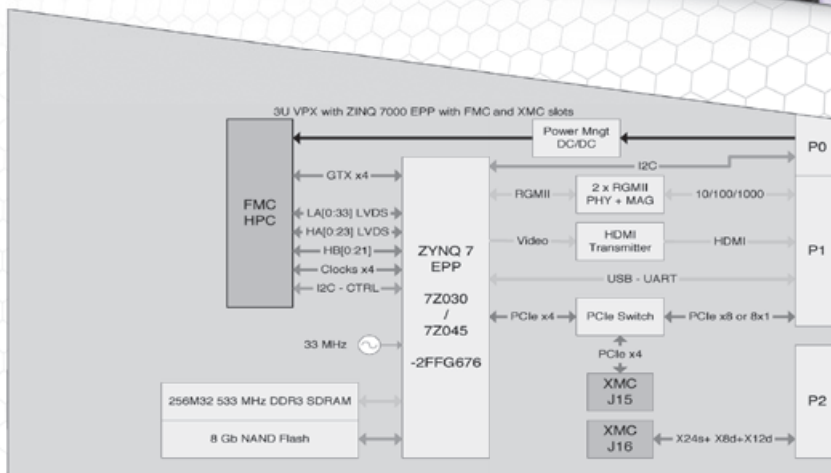 3U VPX with ZINQ 7000 EPP with FMC and XMC slots
Power Mngt
DC/DC
P0
I2C
GTX x4
FMC
HPC
RGMII
2 x RGMII
PHY + MAG
10/100/1000
LA[0:33] LVDS
HA[0:23] LVDS
HB[0:21]
Clocks x4
I2C - CTRL
ZYNQ 7
EPP
7Z030
/
7Z045
-2FFG676
Video
HDMI
Transmitter
HDMI
P1
USB - UART
PCIe x4
PCIe Switch
PCIe x8 or 8x1
33 MHz
PCIe x4
XMC
J15
256M32 533 MHz DDR3 SDRAM
P2
8 Gb NAND Flash
XMC
J16
X24s+ X8d+X12d